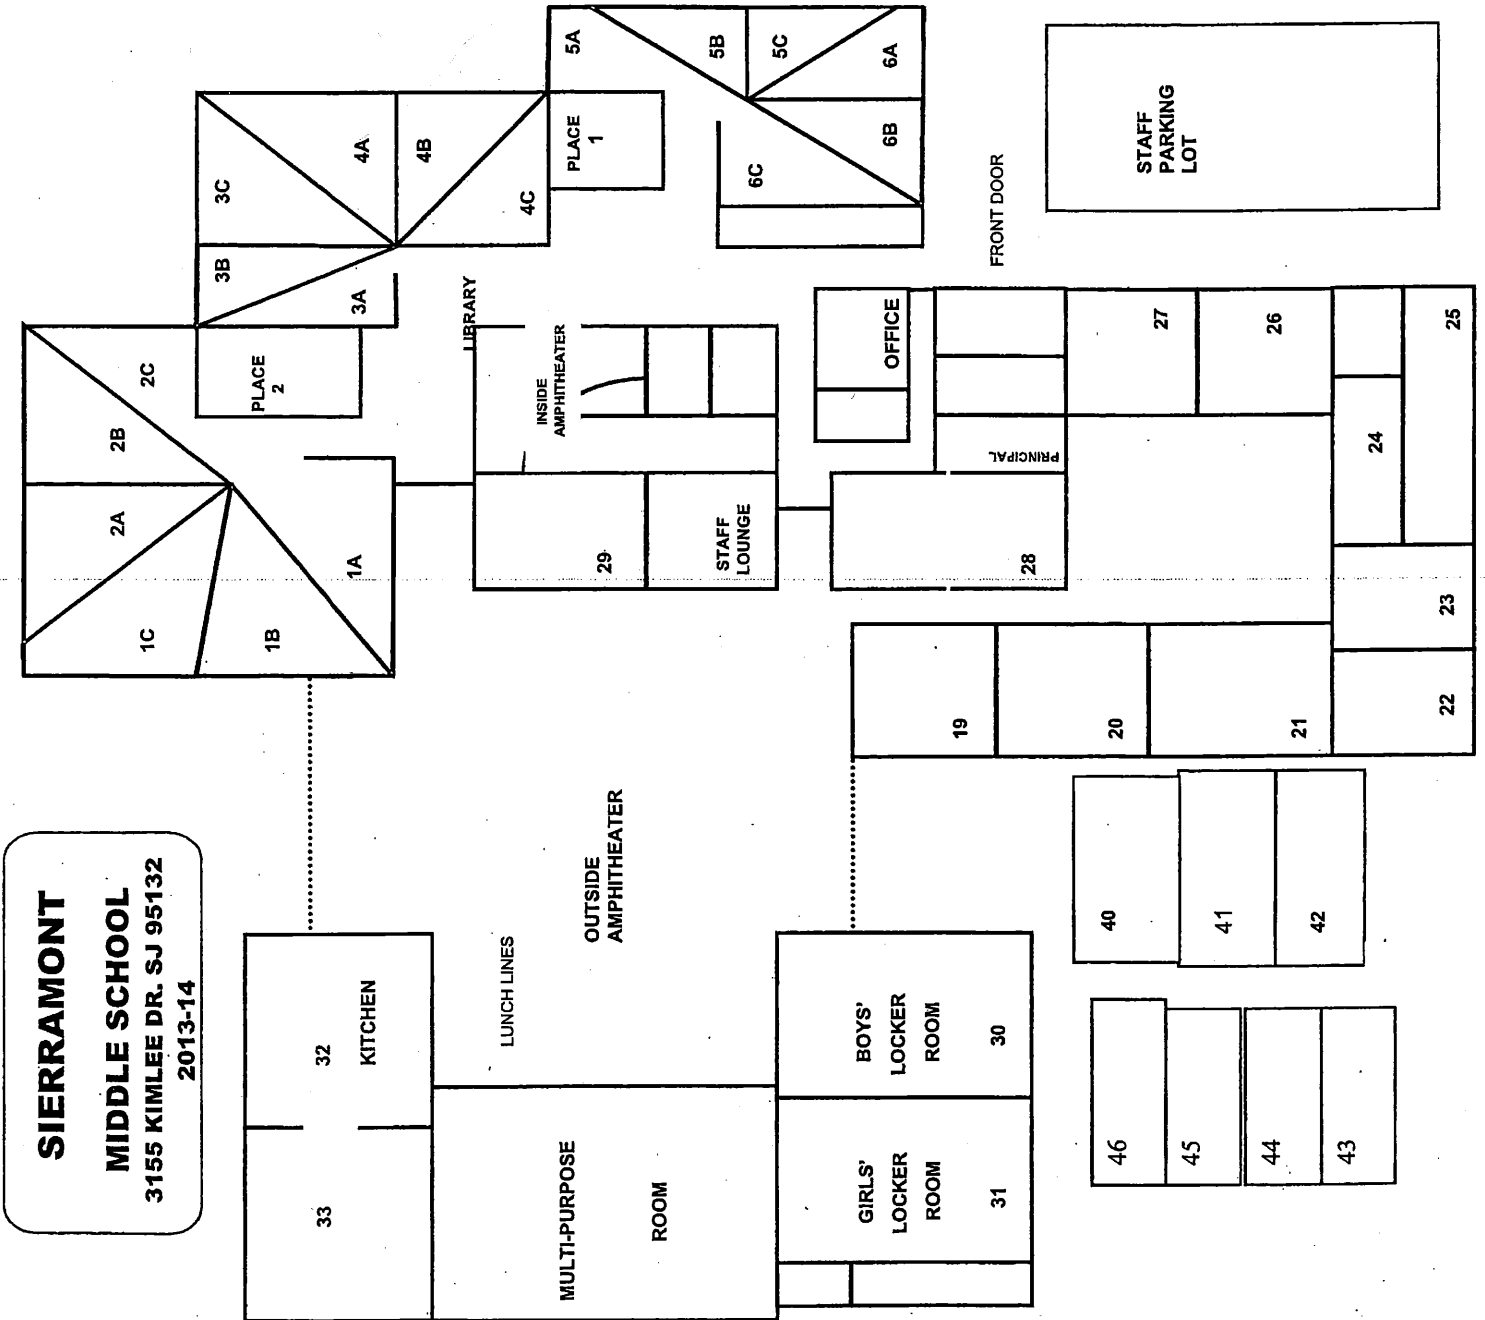 SIERRAMONT
MIDDLE SCHOOL
3155 KIMLEE DR. SJ 95132
2013-14
33
32
KITCHEN
LUNCH LINES
MULTI-PURPOSE
ROOM
OUTSIDE
AMPHITHEATER
GIRLS'
LOCKER
ROOM
31
BOYS'
LOCKER
ROOM
30
46
45
44
43
40
41
42
1C
1B
1A
2A
2B
2C
PLACE
2
3A
3B
3C
4A
4B
4C
LIBRARY
INSIDE
AMPHITHEATER
29
STAFF
LOUNGE
PLACE
1
5A
5B
5C
6A
6B
6C
FRONT DOOR
OFFICE
PRINCIPAL
28
27
26
25
24
23
22
21
20
19
STAFF
PARKING
LOT